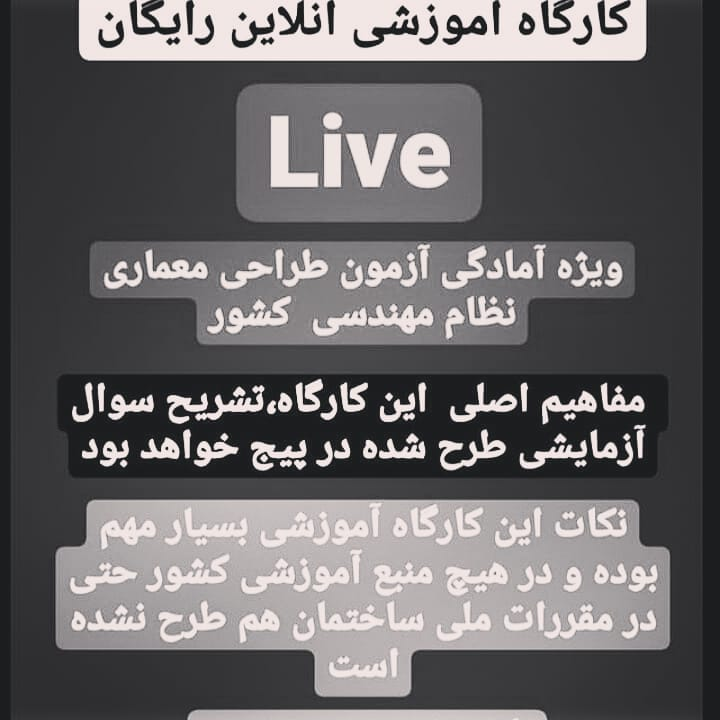 کارگاه آموزشی آنلاین رایگان
Live
ویژه آمادگی آزمون طراحی معماری
نظام مهندسی کشور
مفاهیم اصلی این کارگاه،تشریح سوال
آزمایشی طرح شده در پیج خواهد بود
نکات این کارگاه آموزشی بسیار مهم
بوده و در هیچ منبع آموزشی کشور حتی
در مقررات ملی ساختمان هم طرح نشده
است